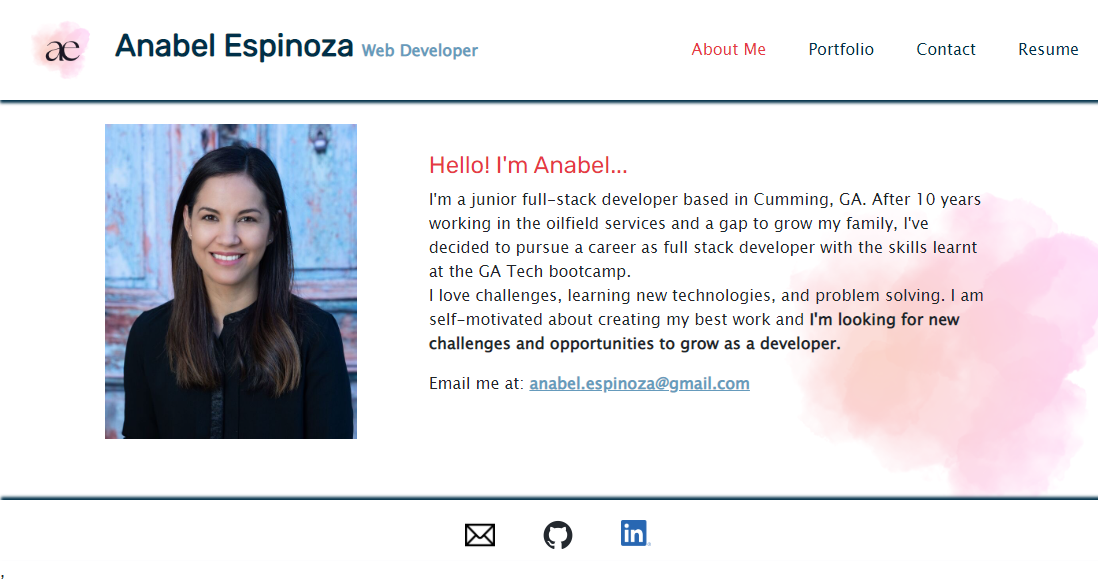 ae
Anabel Espinoza Web Developer
About Me Portfolio Contact Resume
Hello! I'm Anabel...
I'm a junior full-stack developer based in Cumming, GA. After 10 years
working in the oilfield services and a gap to grow my family, I've
decided to pursue a career as full stack developer with the skills learnt
at the GA Tech bootcamp.
I love challenges, learning new technologies, and problem solving. I am
self-motivated about creating my best work and I'm looking for new
challenges and opportunities to grow as a developer.
Email me at: anabel.espinoza@gmail.com
in
,